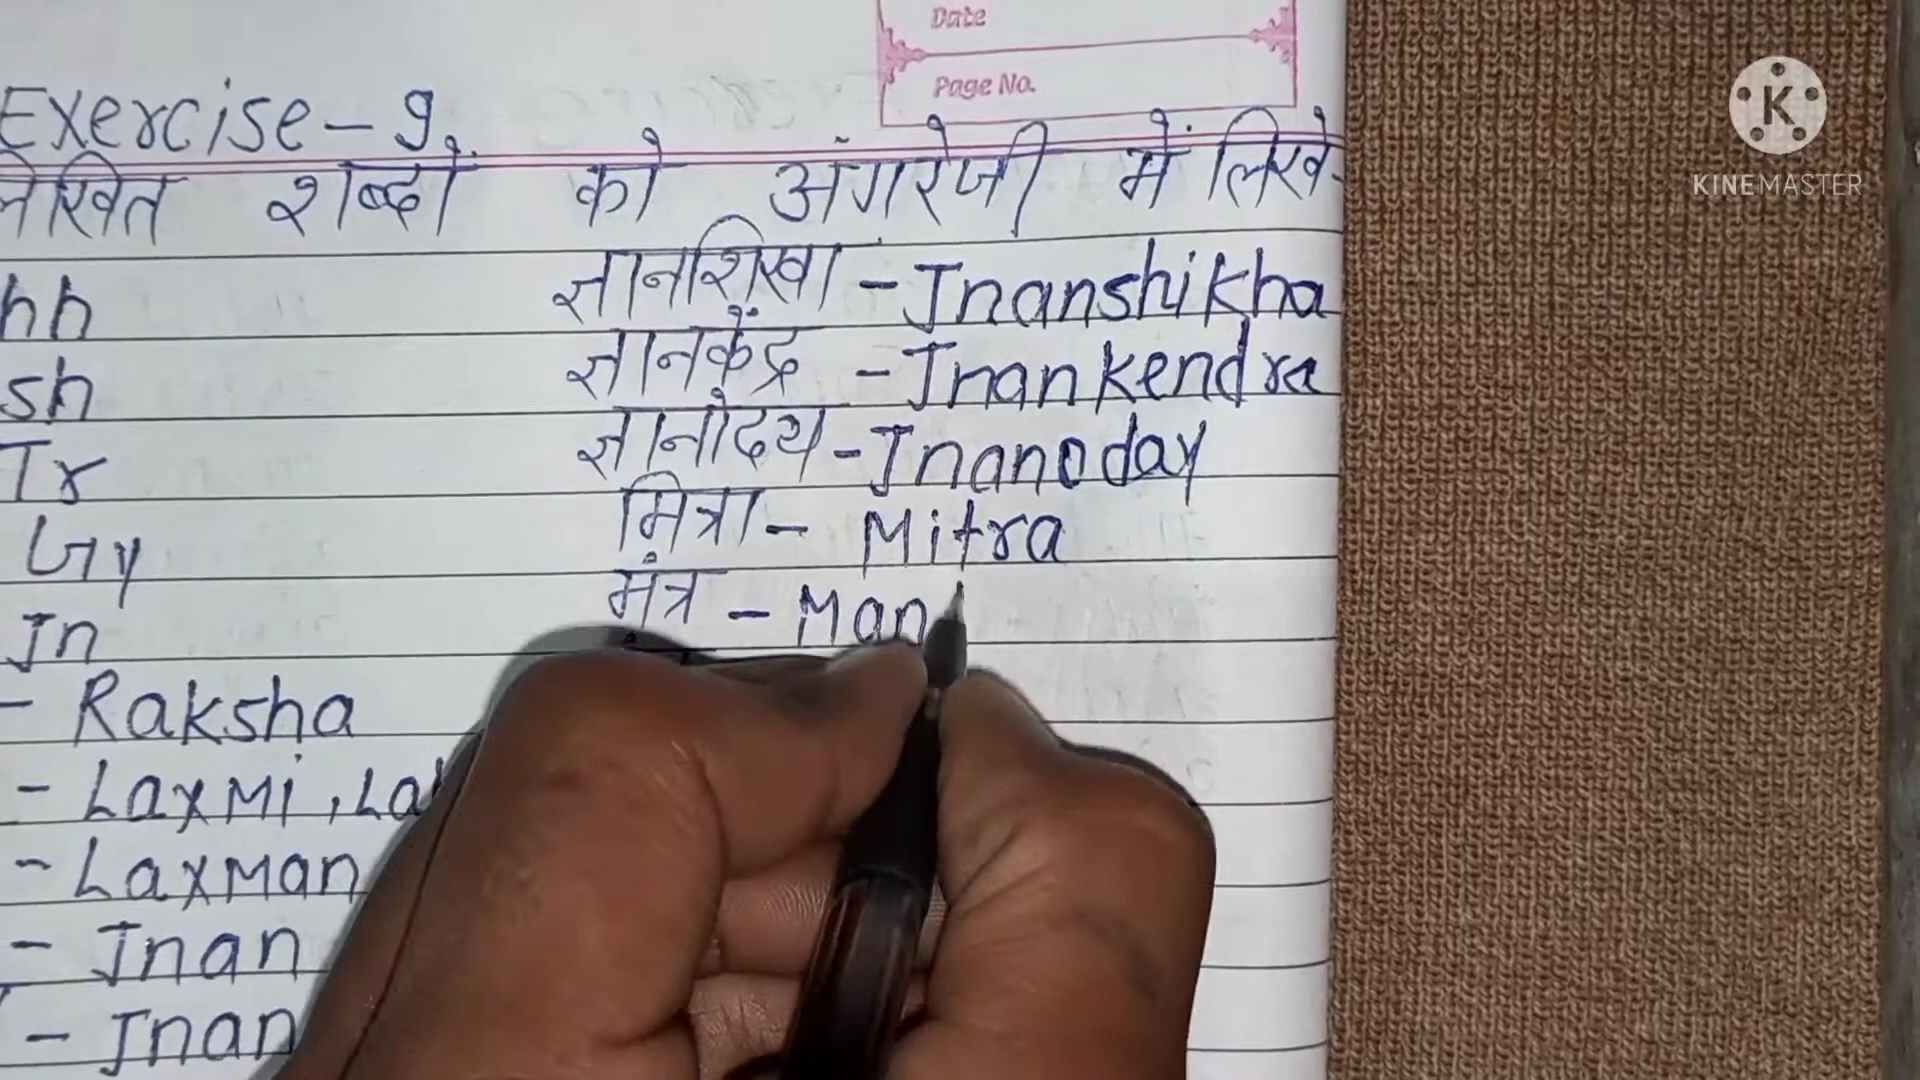 Date
Page No.
KINEMASTER
Exercise-9.
लिखित शब्दों को अंगरेजी में लिखे-
hh ज्ञानशिखा - Jnanshikha
sh ज्ञानकेंद्र - Jnankendra
Tr ज्ञानोदय - Jnanoday
Gy मित्रा - Mitra
Jn मंत्र - Man
- Raksha
- Laxmi, La
- Laxman
- Jnan
- Jnan